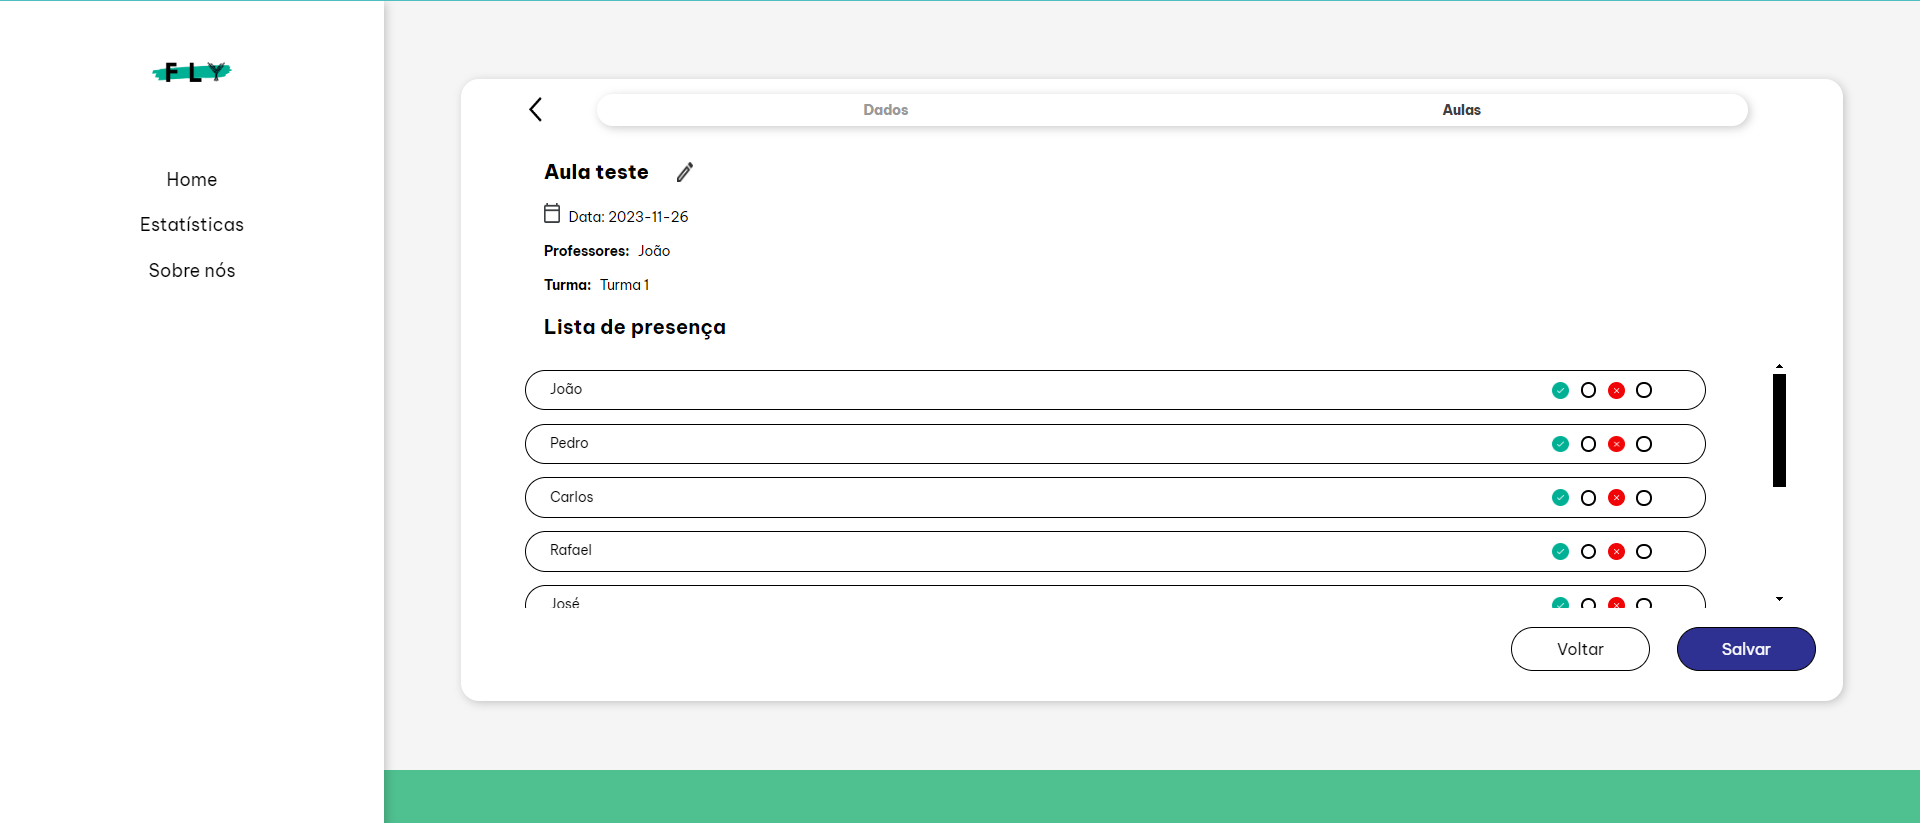 FLY
Home
Estatísticas
Sobre nós
Dados
Aulas
Aula teste
Data: 2023-11-26
Professores: João
Turma: Turma 1
Lista de presença
João
Pedro
Carlos
Rafael
José
Voltar
Salvar